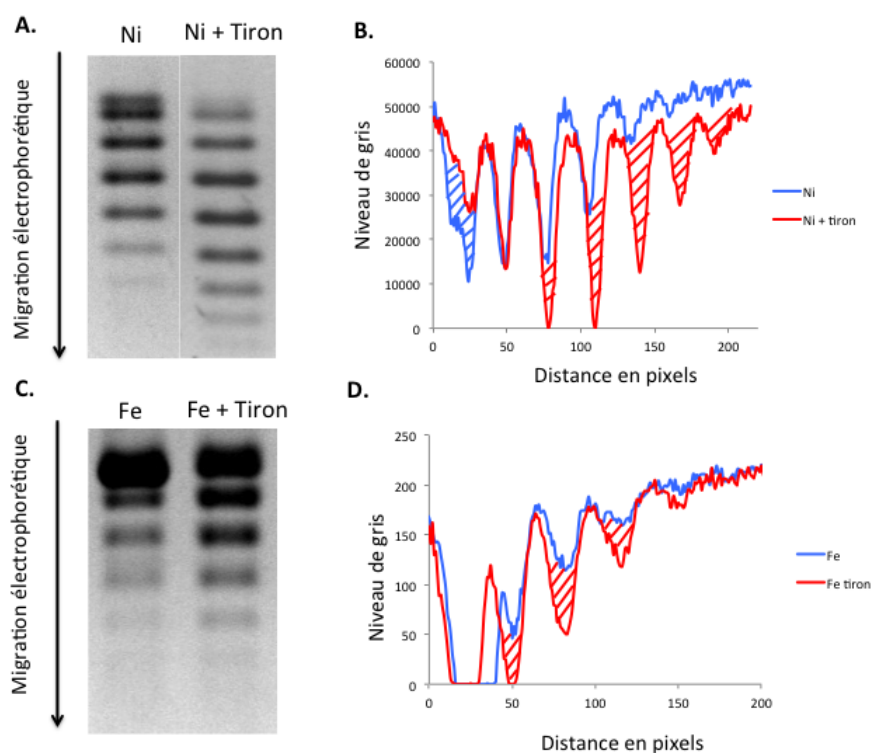 A.
Ni
Ni + Tiron
Migration électrophorétique
B.
Niveau de gris
60000
50000
40000
30000
20000
10000
0
0
50
100
150
200
Distance en pixels
Ni
Ni + tiron
C.
Fe
Fe + Tiron
Migration électrophorétique
D.
Niveau de gris
250
200
150
100
50
0
0
50
100
150
200
Distance en pixels
Fe
Fe tiron